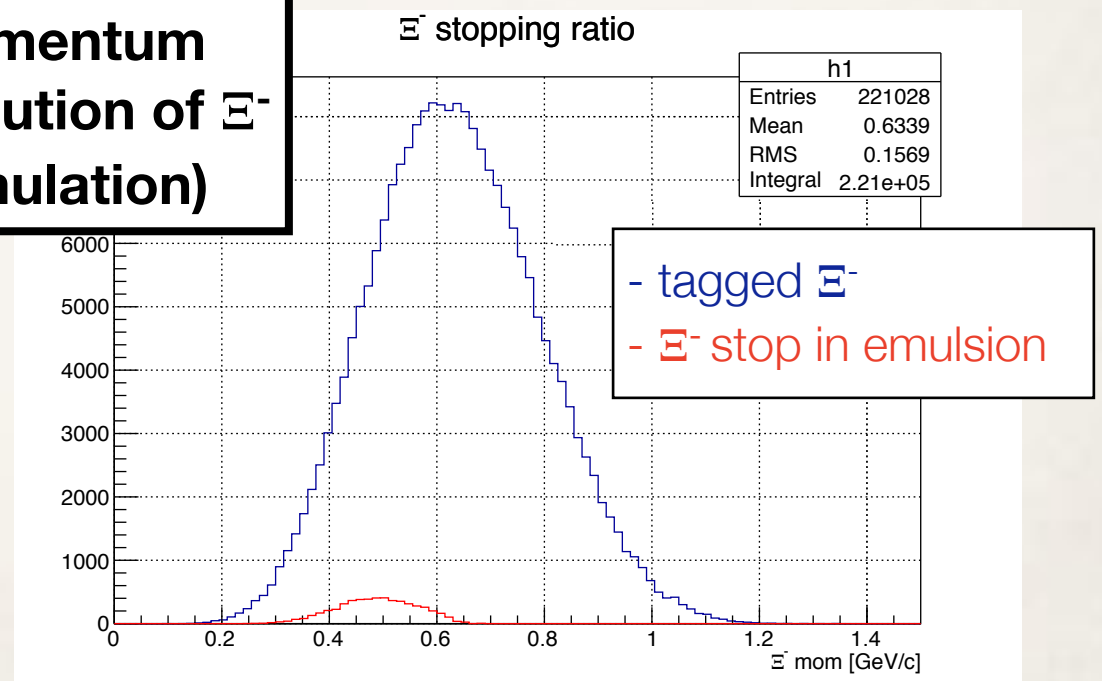 mentum
ution of Ξ-
nulation)
Ξ- stopping ratio
h1
Entries 221028
Mean 0.6339
RMS 0.1569
Integral 2.21e+05
- tagged Ξ-
- Ξ- stop in emulsion
6000
5000
4000
3000
2000
1000
0
0 0.2 0.4 0.6 0.8 1 1.2 1.4
Ξ- mom [GeV/c]